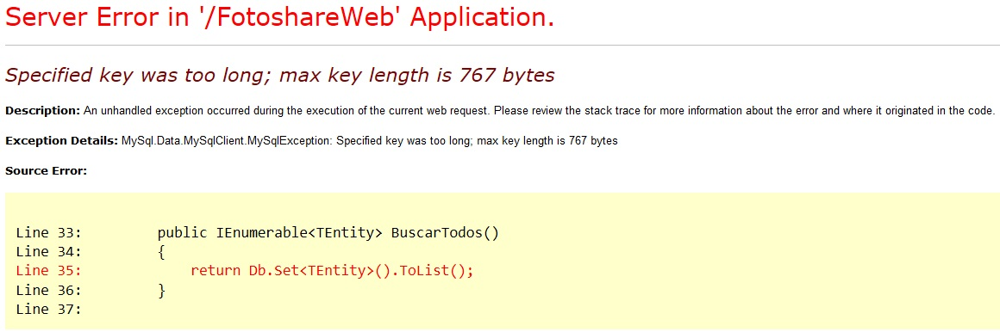 Server Error in '/FotoshareWeb' Application.
Specified key was too long; max key length is 767 bytes
Description: An unhandled exception occurred during the execution of the current web request. Please review the stack trace for more information about the error and where it originated in the code.
Exception Details: MySql.Data.MySqlClient.MySqlException: Specified key was too long; max key length is 767 bytes
Source Error:
Line 33:         public IEnumerable<TEntity> BuscarTodos()
Line 34:         {
Line 35:             return Db.Set<TEntity>().ToList();
Line 36:         }
Line 37: